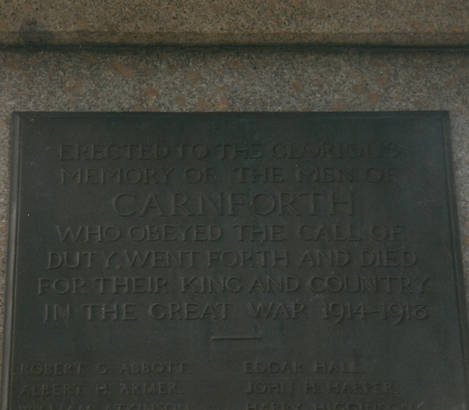 ERECTED TO THE GLORIOUS
MEMORY OF THE MEN OF
CARNFORTH
WHO OBEYED THE CALL OF
DUTY, WENT FORTH AND DIED
FOR THEIR KING AND COUNTRY
IN THE GREAT WAR 1914-1918
ROBERT G. ABBOTT. EDGAR HALL.
ALBERT H. ARMER. JOHN H. HARPER.